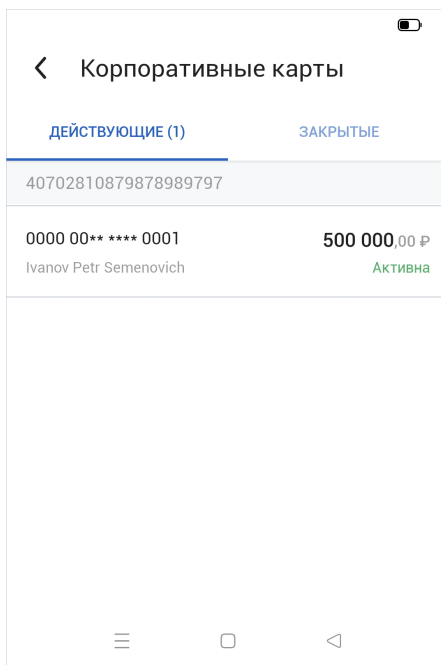 Корпоративные карты
ДЕЙСТВУЮЩИЕ (1) ЗАКРЫТЫЕ
40702810879878989797
0000 00** **** 0001 500 000,00 ₽
Ivanov Petr Semenovich Активна